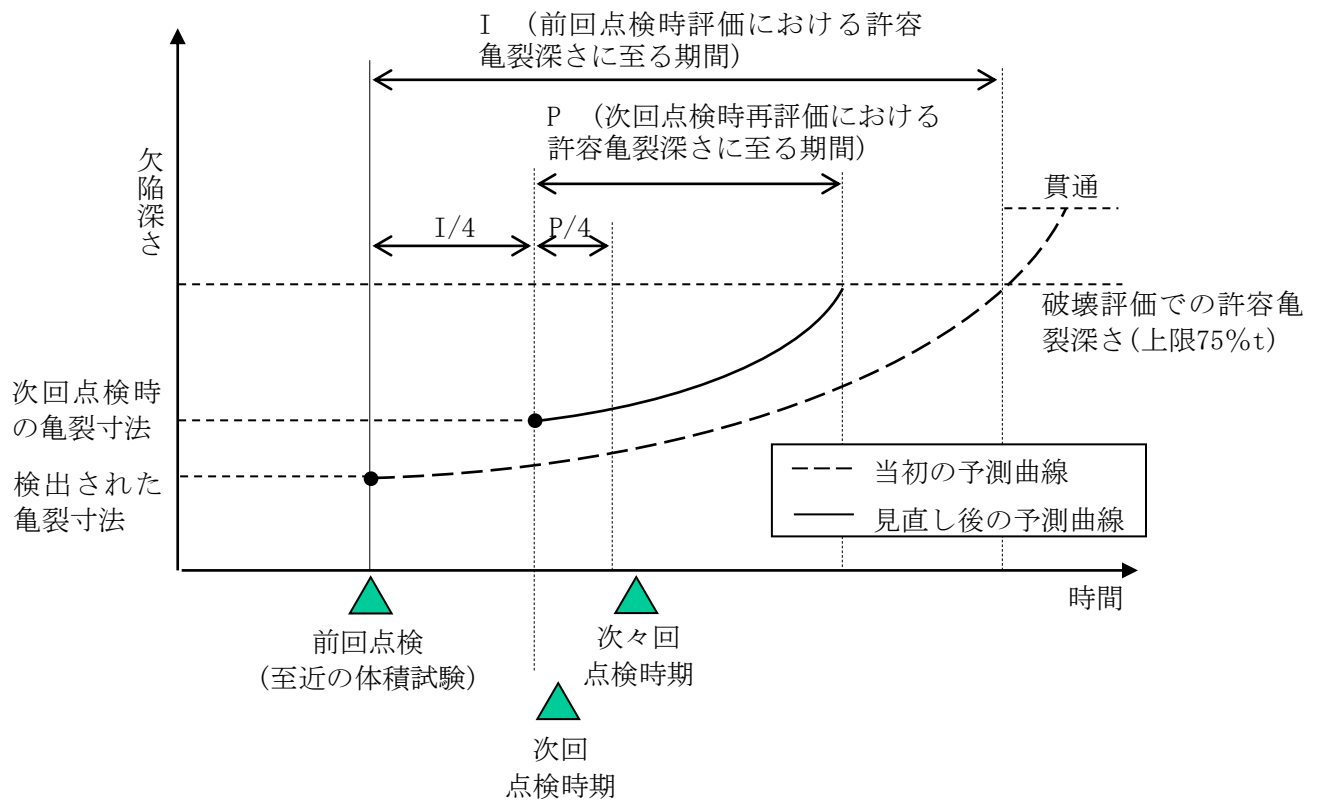 I （前回点検時評価における許容
亀裂深さに至る期間）
P （次回点検時再評価における
許容亀裂深さに至る期間）
欠陥深さ
貫通
I/4
P/4
破壊評価での許容亀
裂深さ(上限75%t)
次回点検時
の亀裂寸法
検出された
亀裂寸法
当初の予測曲線
見直し後の予測曲線
時間
前回点検
（至近の体積試験）
次々回
点検時期
次回
点検時期